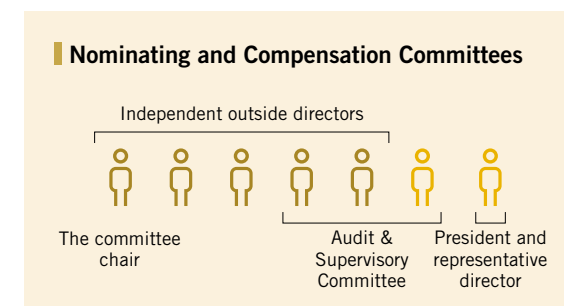 Nominating and Compensation Committees
Independent outside directors
The committee
chair
Audit &
Supervisory
Committee
President and
representative
director